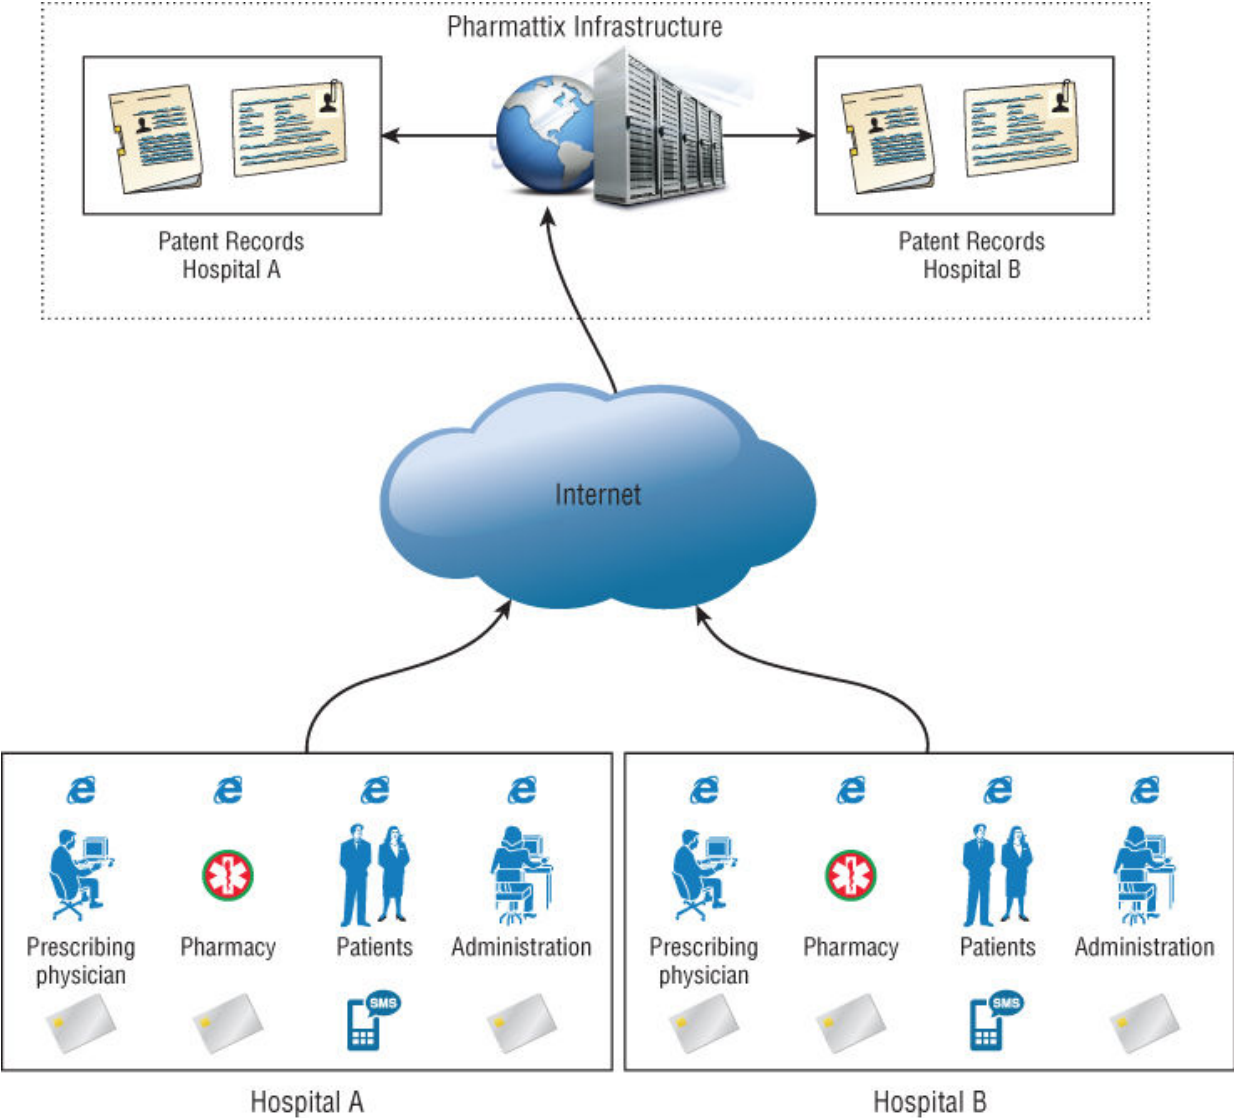 Pharmattix Infrastructure
Patent Records
Hospital A
Patent Records
Hospital B
Internet
Prescribing
physician
Pharmacy
Patients
Administration
SMS
Hospital A
Prescribing
physician
Pharmacy
Patients
Administration
SMS
Hospital B